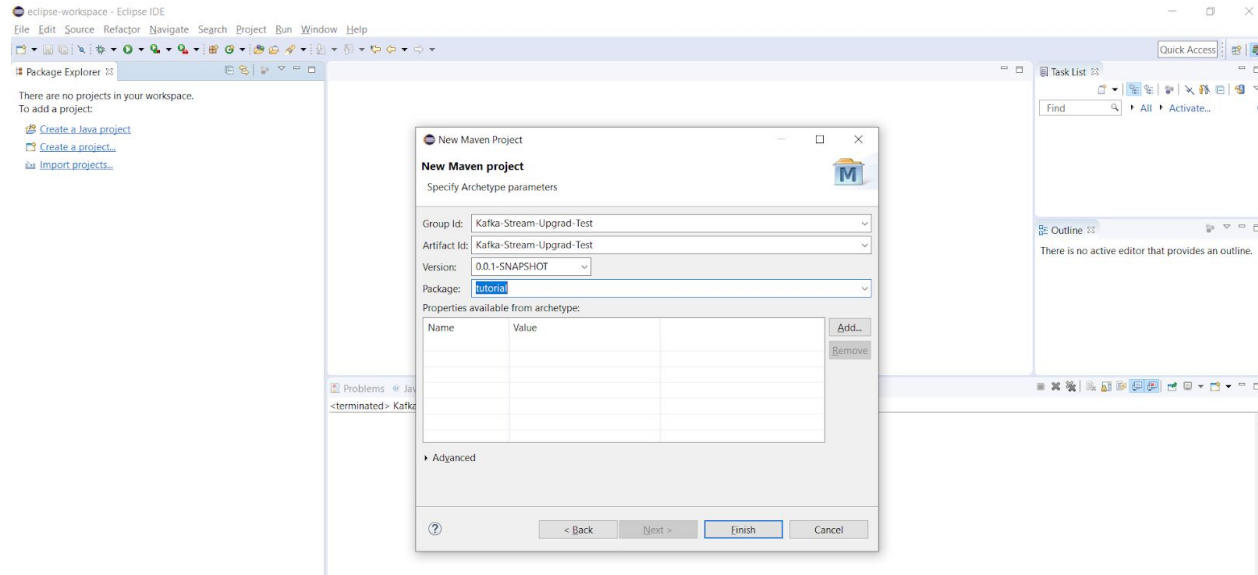 eclipse-workspace - Eclipse IDE
File Edit Source Refactor Navigate Search Project Run Window Help
Quick Access
Package Explorer
There are no projects in your workspace.
To add a project:
Create a Java project
Create a project...
Import projects...
New Maven Project
New Maven project
Specify Archetype parameters
M
Group Id: Kafka-Stream-Upgrad-Test
Artifact Id: Kafka-Stream-Upgrad-Test
Version: 0.0.1-SNAPSHOT
Package: tutorial
Properties available from archetype:
Name Value
Add...
Remove
Advanced
? < Back Next > Finish Cancel
Task List
Find All Activate...
Outline
There is no active editor that provides an outline.
Problems Jav
<terminated> Kafka